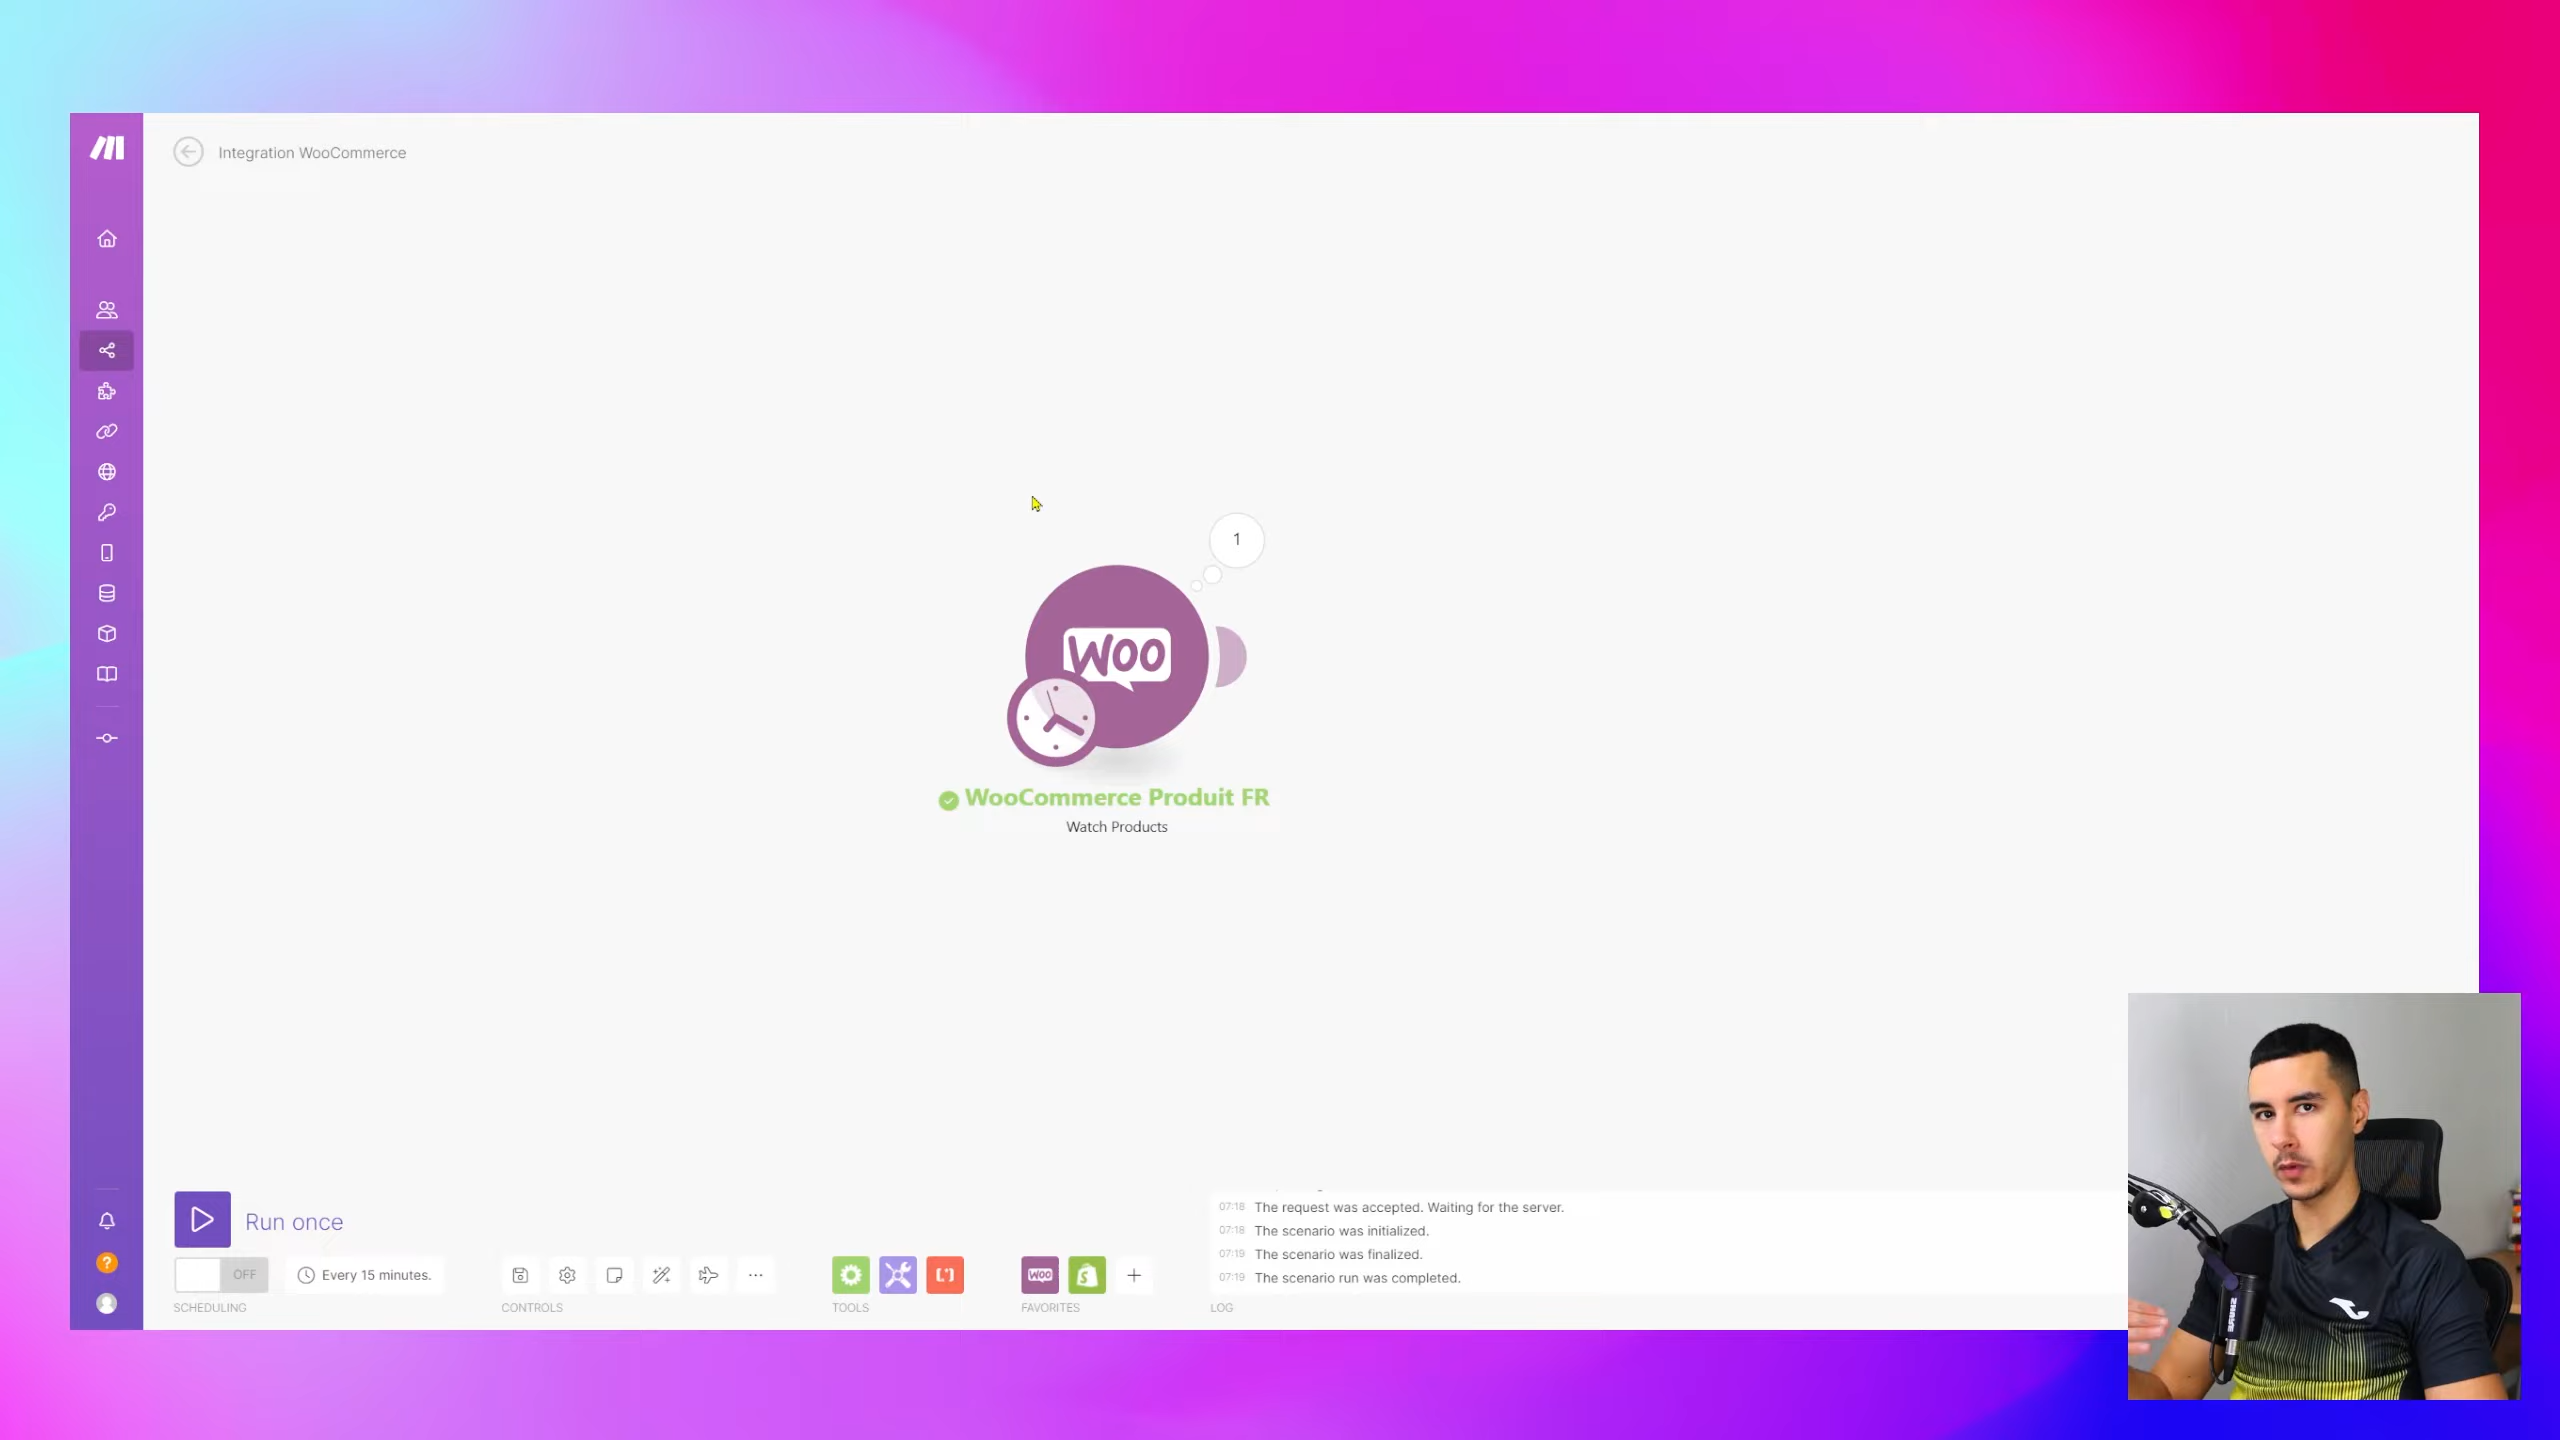 Integration WooCommerce
1
WOO
WooCommerce Produit FR
Watch Products
Run once
OFF
Every 15 minutes.
SCHEDULING
CONTROLS
TOOLS
WOO
FAVORITES
07:18 The request was accepted. Waiting for the server.
07:18 The scenario was initialized.
07:19 The scenario was finalized.
07:19 The scenario run was completed.
LOG